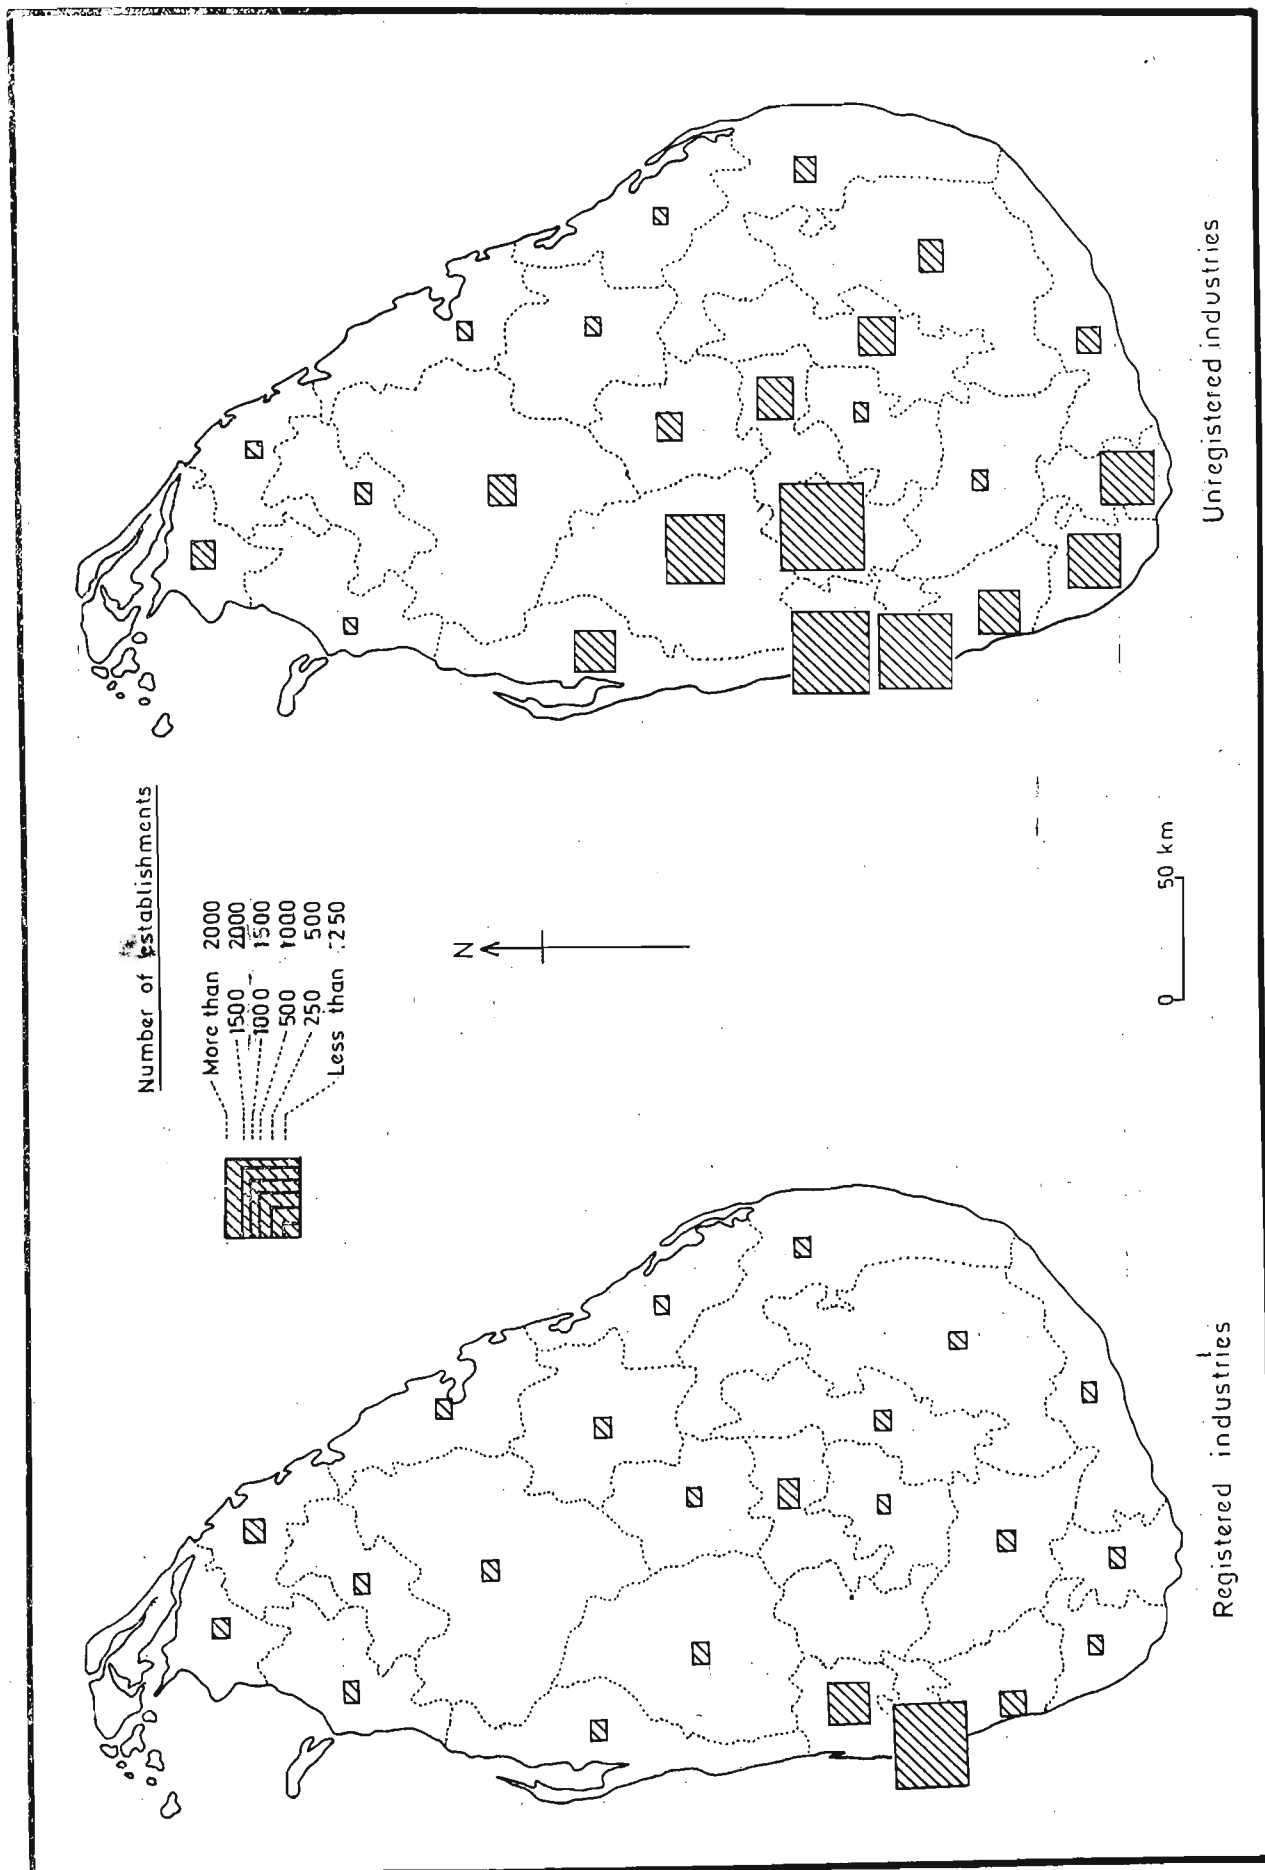 Number of establishments
More than 2000
1500 2000
1000 1500
500 1000
250 500
Less than 250
N
0 50 km
Registered industries
Unregistered industries